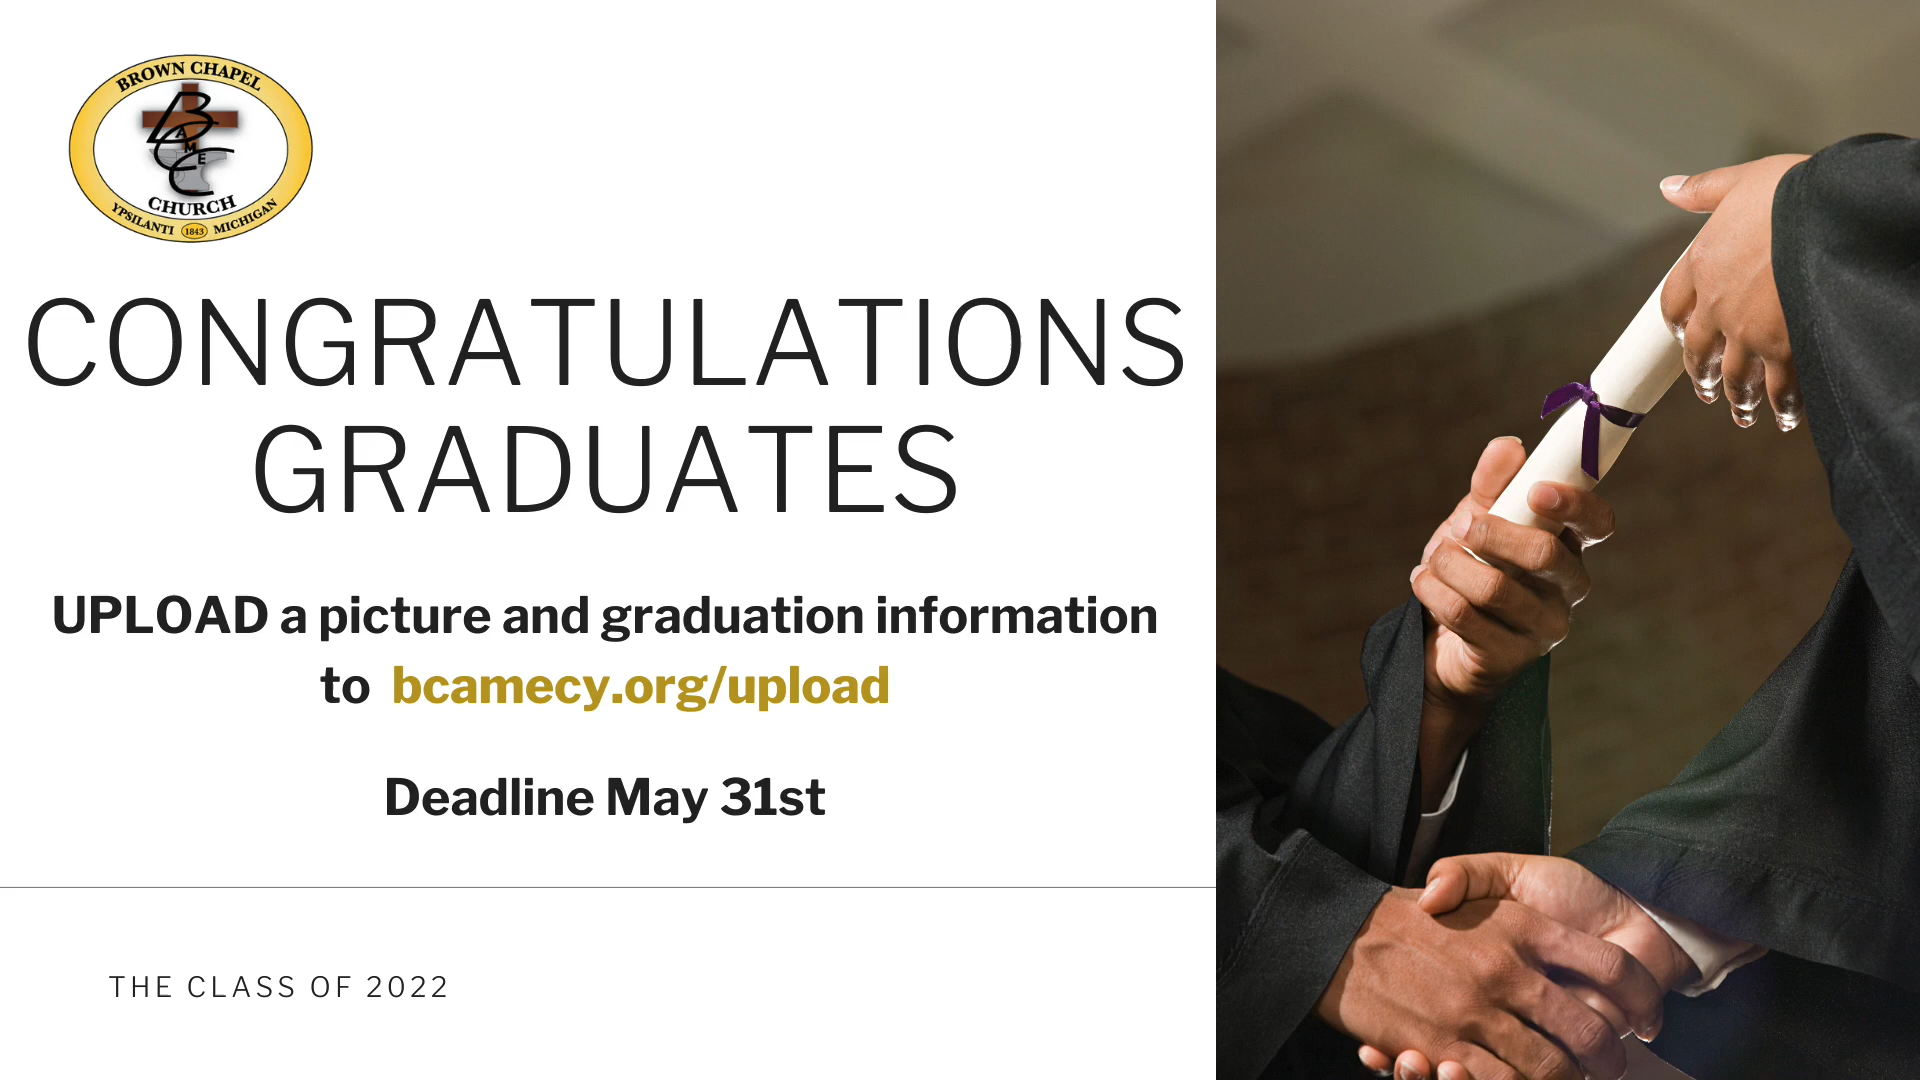 BROWN CHAPEL
B
A
M
E
C
CHURCH
YPSILANTI 1843 MICHIGAN
CONGRATULATIONS
GRADUATES
UPLOAD a picture and graduation information
to bcamecy.org/upload
Deadline May 31st
THE CLASS OF 2022